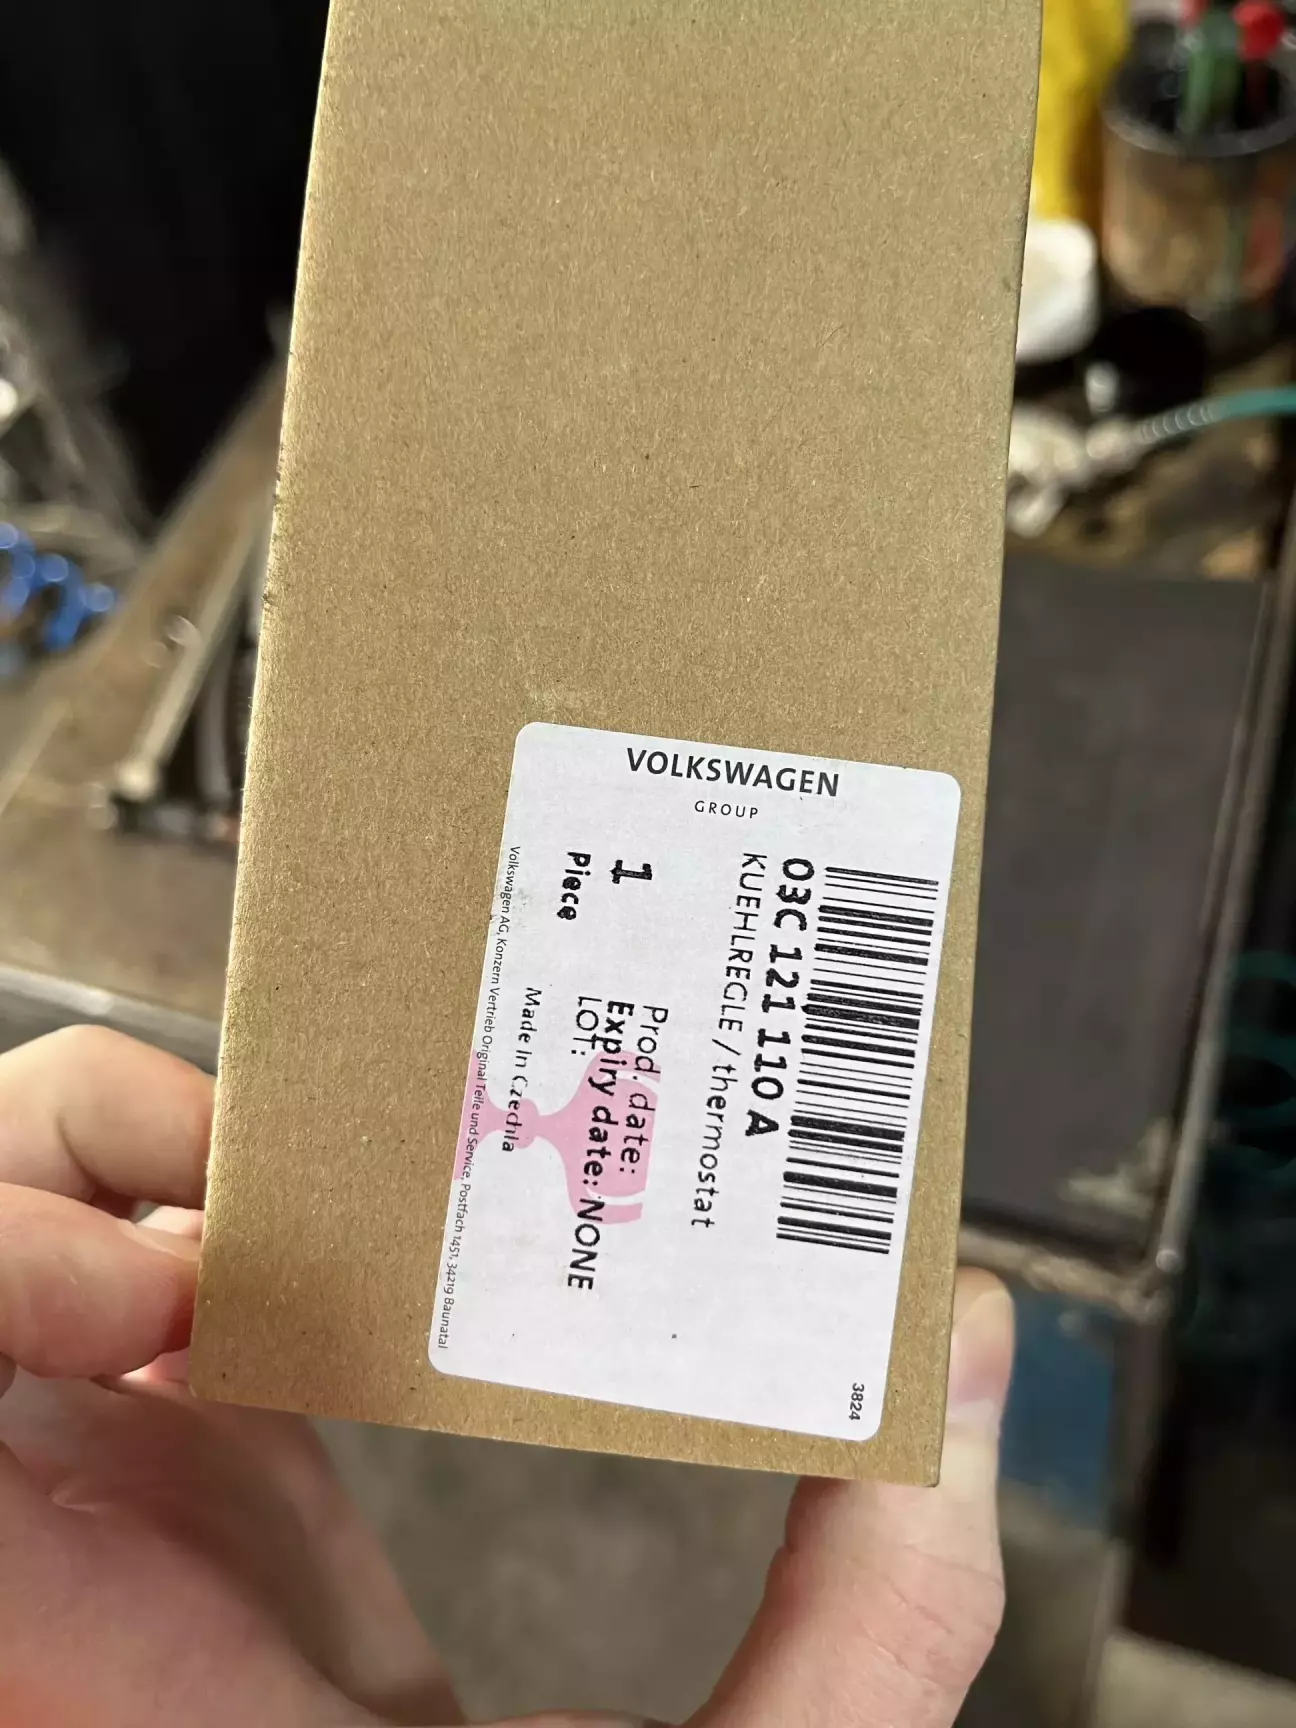 VOLKSWAGEN
GROUP
03C 121 110 A
KUEHLREGLE / thermostat
1
Piece
Prod. date:
Expiry date: NONE
LOT:
Made In Czechia
Volkswagen AG, Konzern Vertrieb Original Teile und Service, Postfach 1451, 34219 Baunatal
3824